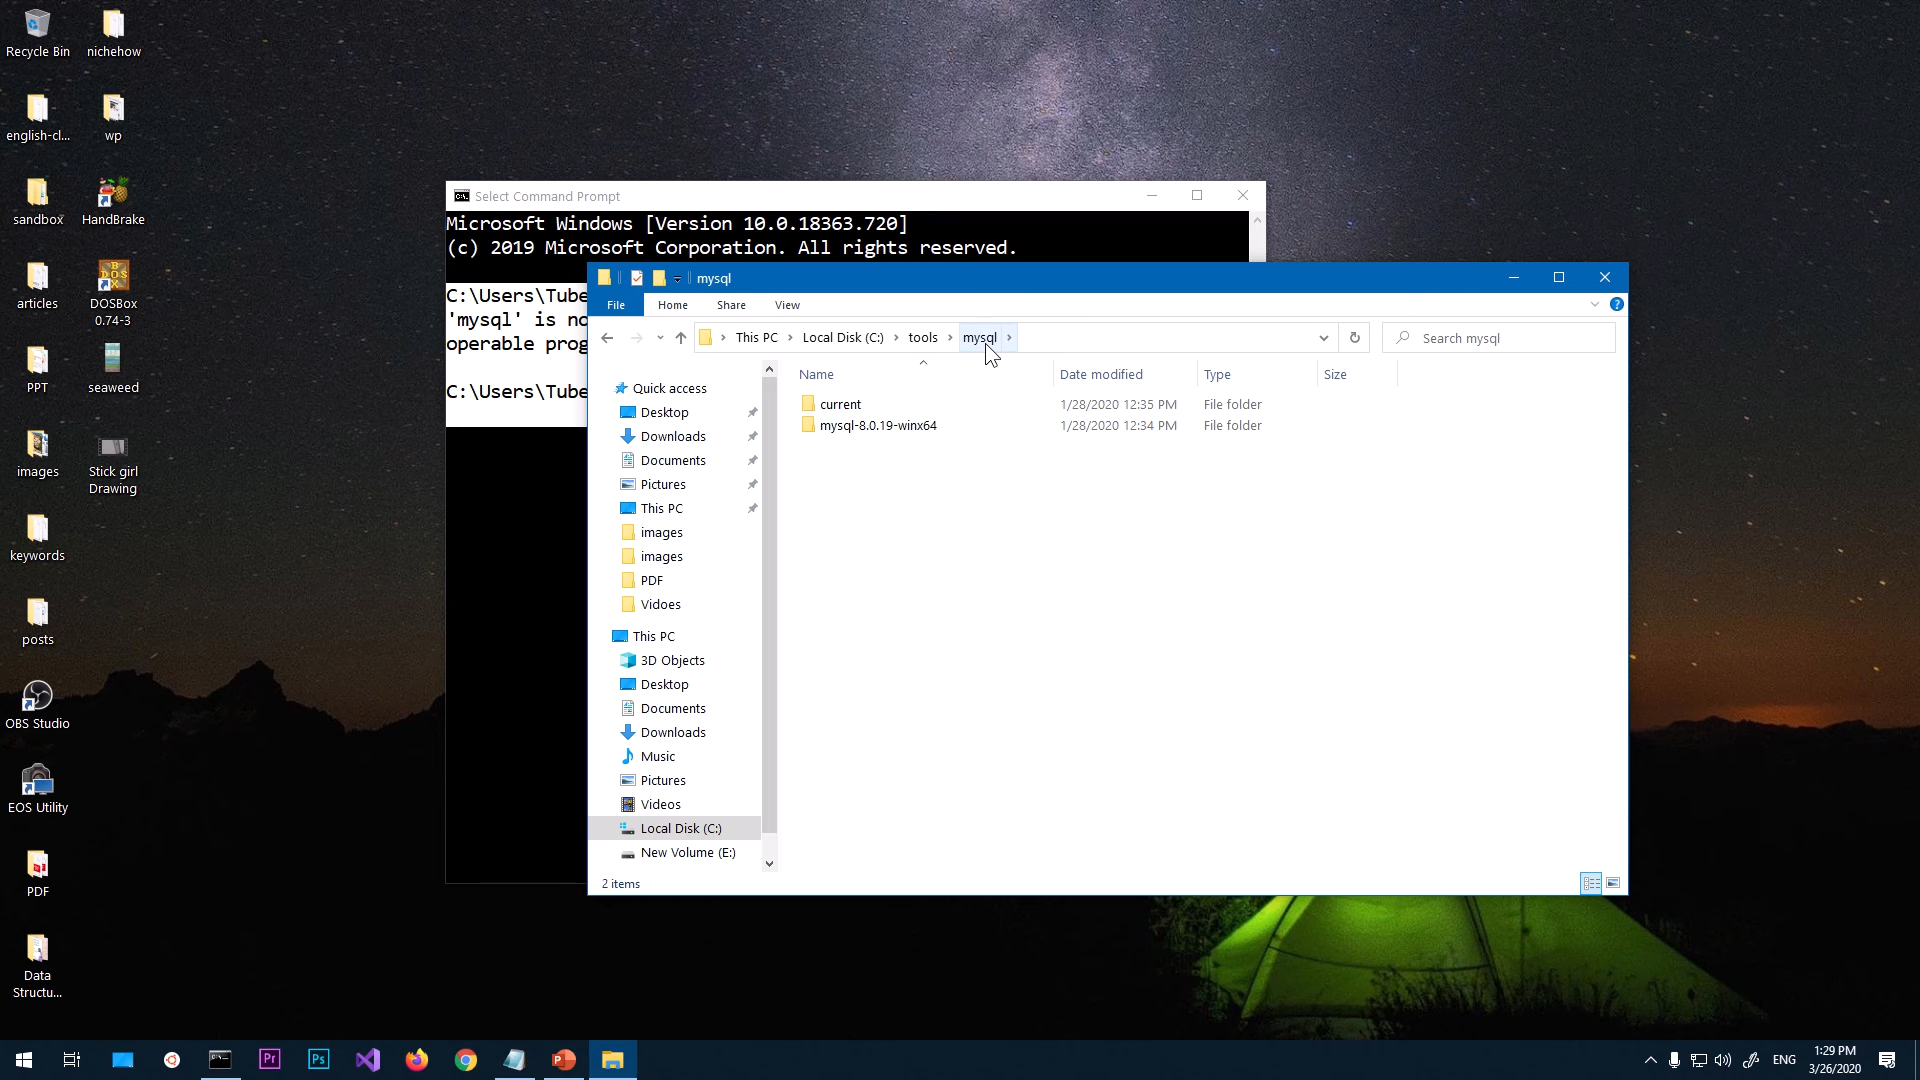 Recycle Bin
nichehow
english-cl...
wp
sandbox
HandBrake
articles
DOSBox
0.74-3
PPT
seaweed
images
Stick girl
Drawing
keywords
posts
OBS Studio
EOS Utility
PDF
Data
Structu...
Select Command Prompt
Microsoft Windows [Version 10.0.18363.720]
(c) 2019 Microsoft Corporation. All rights reserved.
C:\Users\Tube
'mysql' is no
operable prog
C:\Users\Tube
mysql
File
Home
Share
View
This PC
Local Disk (C:)
tools
mysql
Search mysql
Name
Date modified
Type
Size
current
1/28/2020 12:35 PM
File folder
mysql-8.0.19-winx64
1/28/2020 12:34 PM
File folder
Quick access
Desktop
Downloads
Documents
Pictures
This PC
images
images
PDF
Vidoes
This PC
3D Objects
Desktop
Documents
Downloads
Music
Pictures
Videos
Local Disk (C:)
New Volume (E:)
2 items
Pr
Ps
ENG
1:29 PM
3/26/2020